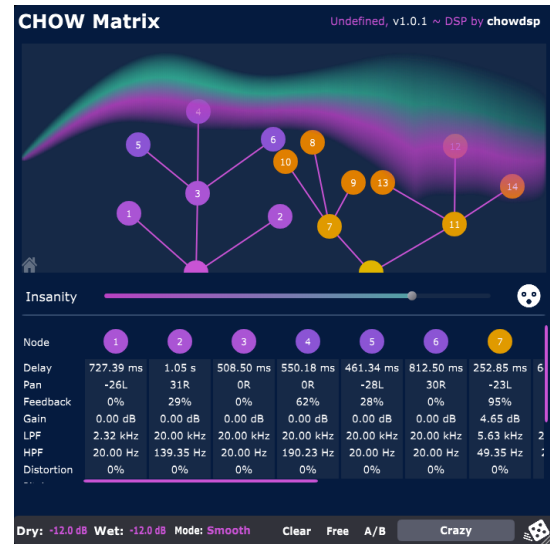 CHOW Matrix
Undefined, v1.0.1 ~ DSP by chowdsp
4
5
6
8
12
10
9
13
14
3
1
2
7
11
Insanity
Node 1 2 3 4 5 6 7
Delay 727.39 ms 1.05 s 508.50 ms 550.18 ms 461.34 ms 812.50 ms 252.85 ms 6
Pan -26L 31R 0R 0R -28L 30R -23L
Feedback 0% 29% 0% 62% 28% 0% 95%
Gain 0.00 dB 0.00 dB 0.00 dB 0.00 dB 0.00 dB 0.00 dB 4.65 dB
LPF 2.32 kHz 20.00 kHz 20.00 kHz 20.00 kHz 20.00 kHz 20.00 kHz 5.63 kHz 2
HPF 20.00 Hz 139.35 Hz 20.00 Hz 190.23 Hz 20.00 Hz 20.00 Hz 49.35 Hz
Distortion 0% 0% 0% 0% 0% 0% 0%
Dry: -12.0 dB Wet: -12.0 dB Mode: Smooth Clear Free A/B Crazy